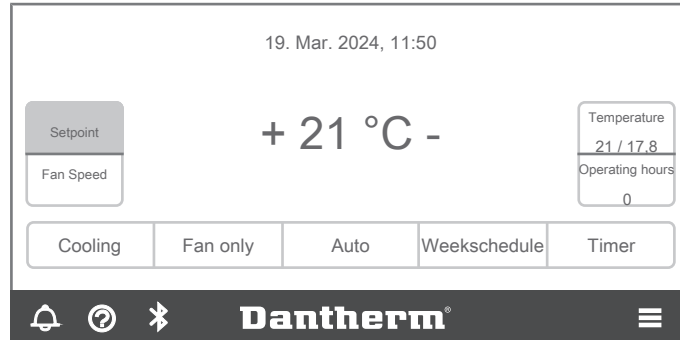 19. Mar. 2024, 11:50
Setpoint
Fan Speed
+ 21 °C -
Temperature
21 / 17.8
Operating hours
0
Cooling Fan only Auto Weekschedule Timer
Dantherm®